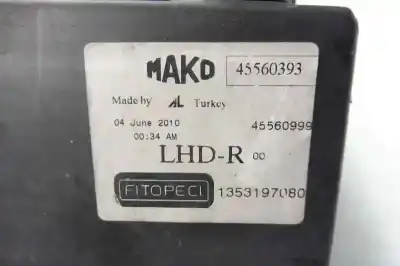 MAKO 45560393
Made by AL Turkey
04 June 2010 45560999
00:34 AM
LHD-R 00
FITOPECI 1353197080